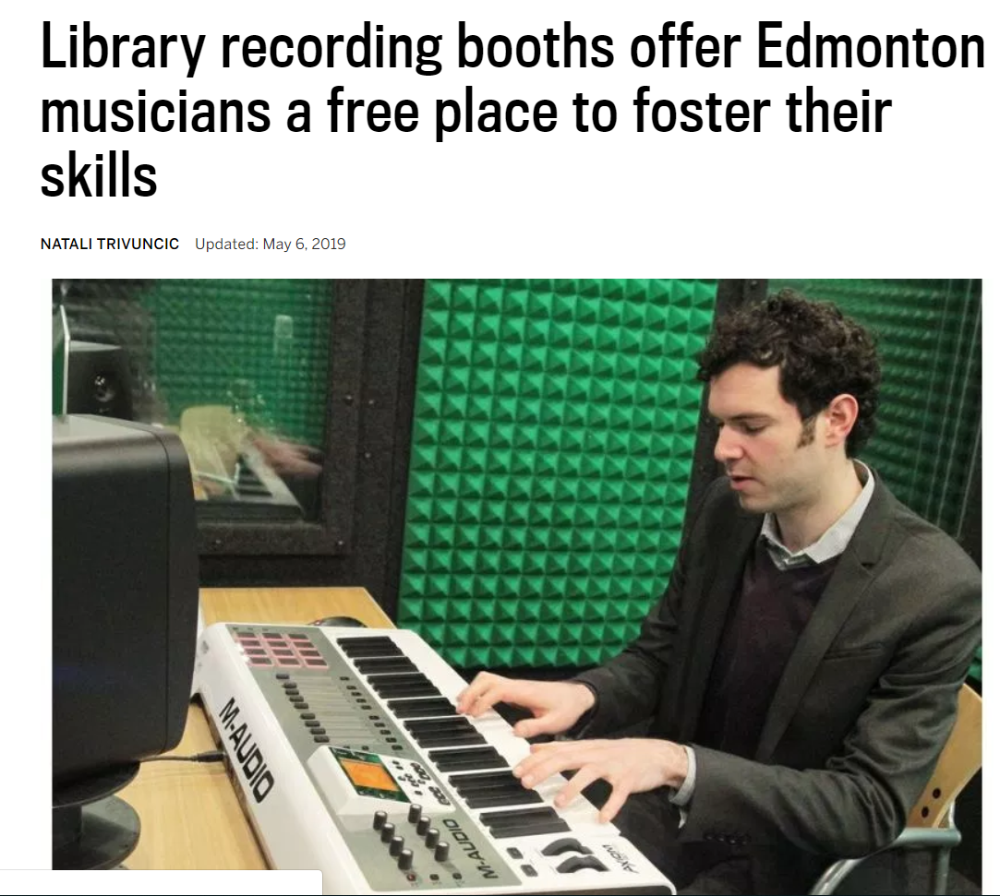 Library recording booths offer Edmonton
musicians a free place to foster their
skills
NATALI TRIVUNCIC Updated: May 6, 2019
M-AUDIO
M-AUDIO
AXIOM